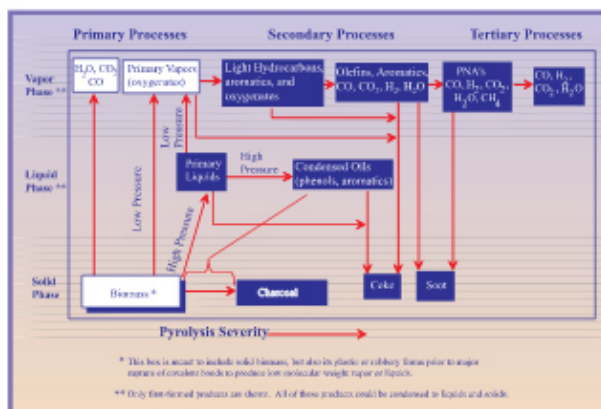 Primary Processes
Secondary Processes
Tertiary Processes
Vapor
Phase **
H₂O, CO₂
CO
Primary Vapors
(oxygenates)
Light Hydrocarbons,
aromatics, and
oxygenates
Olefins, Aromatics,
CO, CO₂, H₂, H₂O
PNA's
CO, H₂, CO₂,
H₂O, CH₄
CO, H₂,
CO₂, H₂O
Low
Pressure
Liquid
Phase **
Primary
Liquids
High
Pressure
Condensed Oils
(phenols, aromatics)
Low Pressure
High Pressure
Solid
Phase
Biomass *
Charcoal
Coke
Soot
Pyrolysis Severity
* This box is meant to include solid biomass, but also its plastic or rubbery forms prior to major
rupture of covalent bonds to produce low molecular weight vapor or liquids.
** Only first-formed products are shown. All of these products could be condensed to liquids and solids.